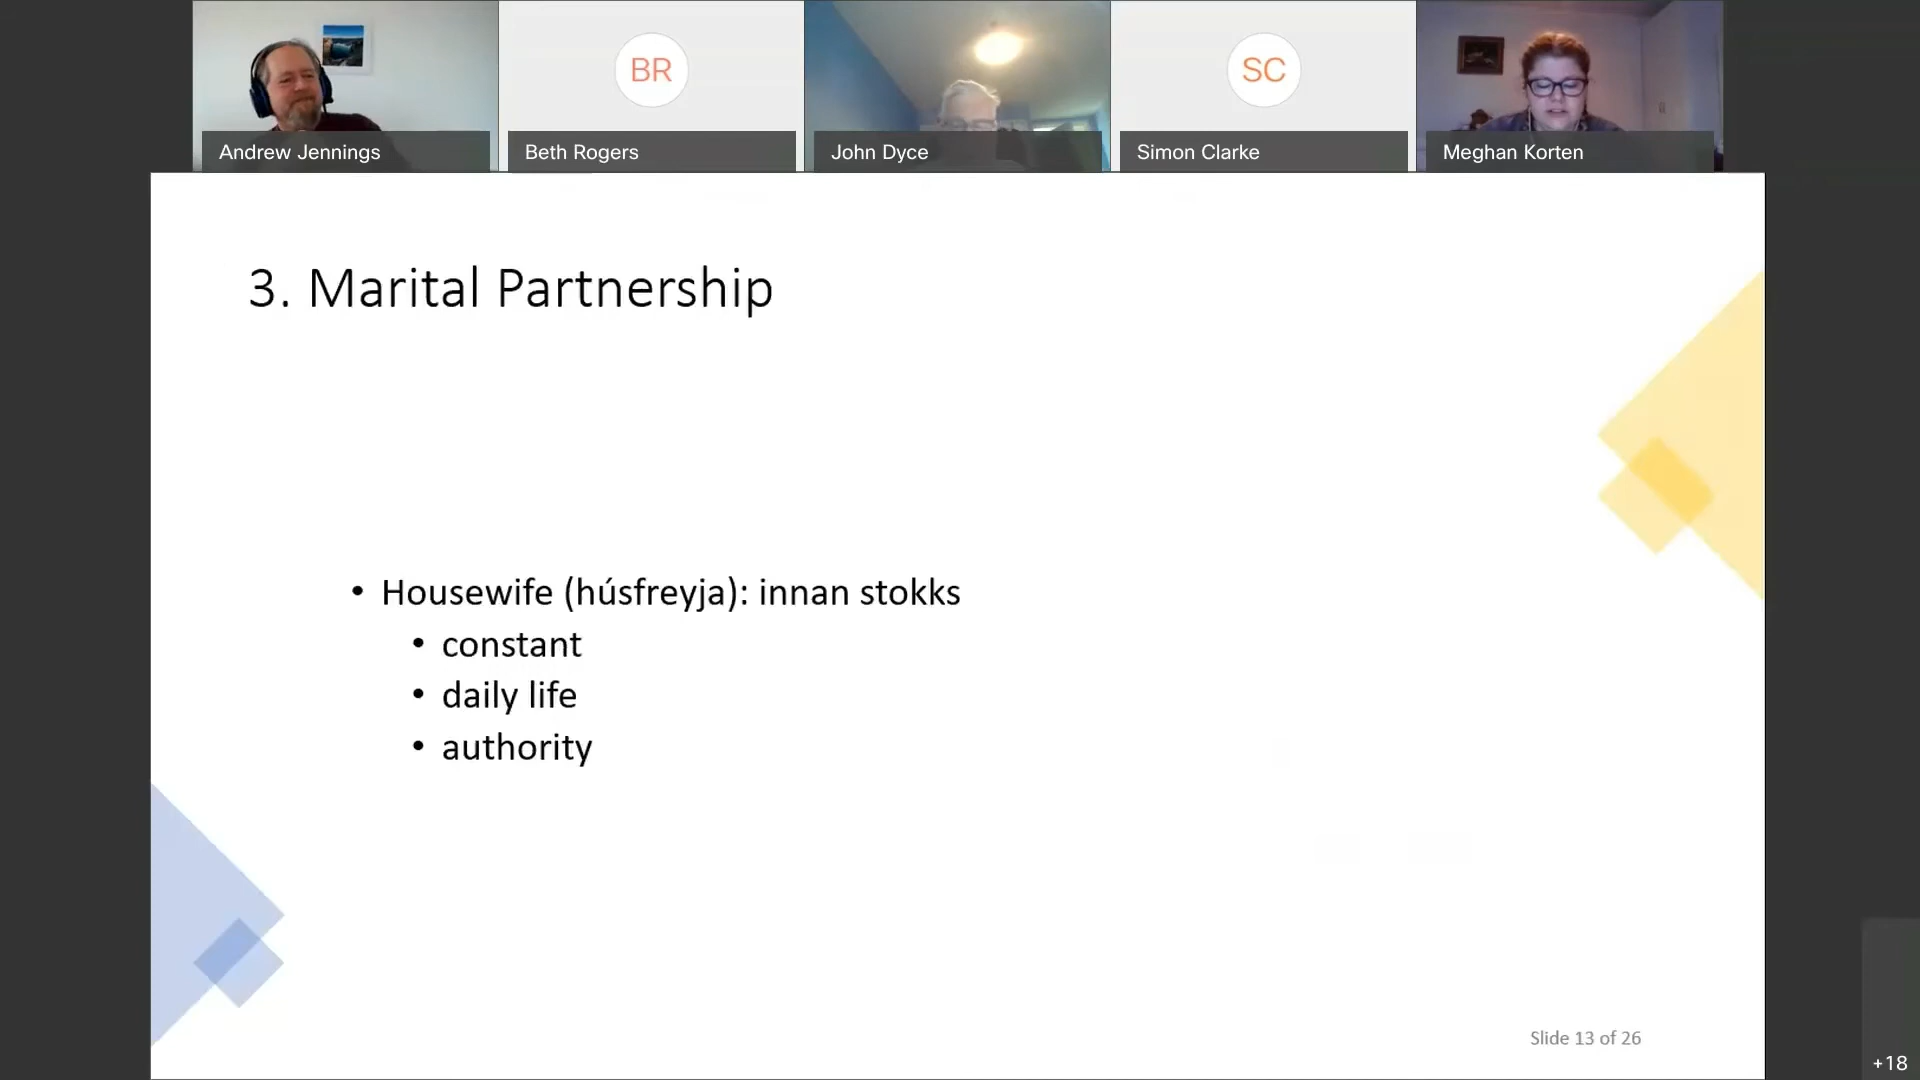 BR
SC
Andrew Jennings
Beth Rogers
John Dyce
Simon Clarke
Meghan Korten
3. Marital Partnership
• Housewife (húsfreyja): innan stokks
• constant
• daily life
• authority
Slide 13 of 26
+18